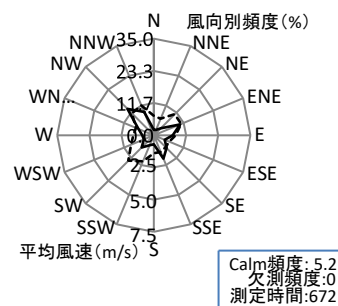 N 風向別頻度(%)
35.0
NNW NNE
NW 23.3 NE
WN... 11.7 ENE
W 0.0 E
2.5
WSW ESE
5.0
SW SE
SSW SSE
7.5
平均風速(m/s) S
Calm頻度: 5.2
欠測頻度:0
測定時間:672